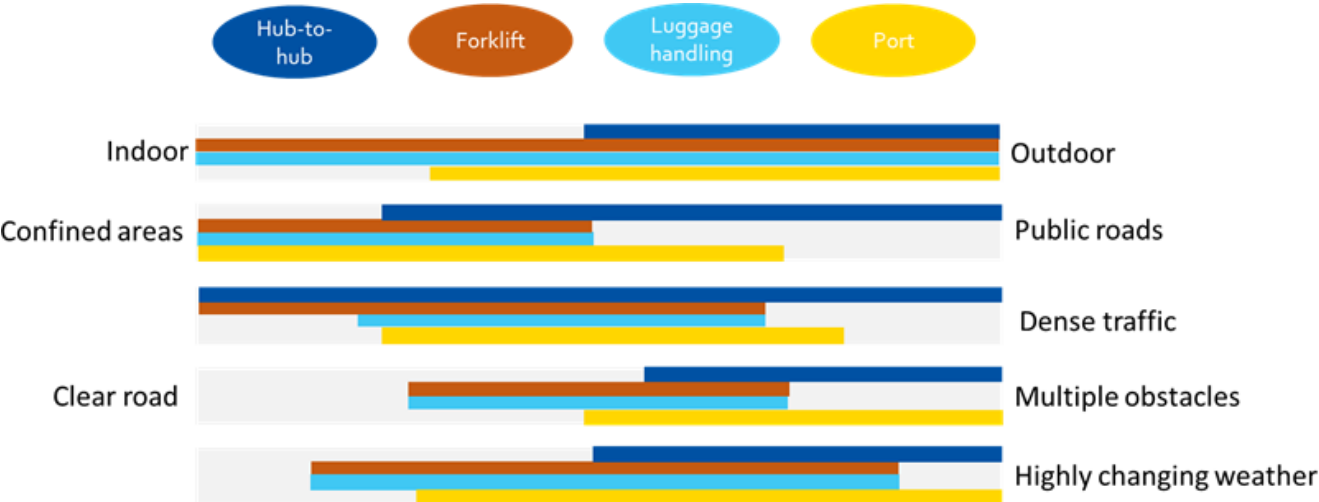 Hub-to-
hub
Forklift
Luggage
handling
Port
Indoor
Outdoor
Confined areas
Public roads
Dense traffic
Clear road
Multiple obstacles
Highly changing weather